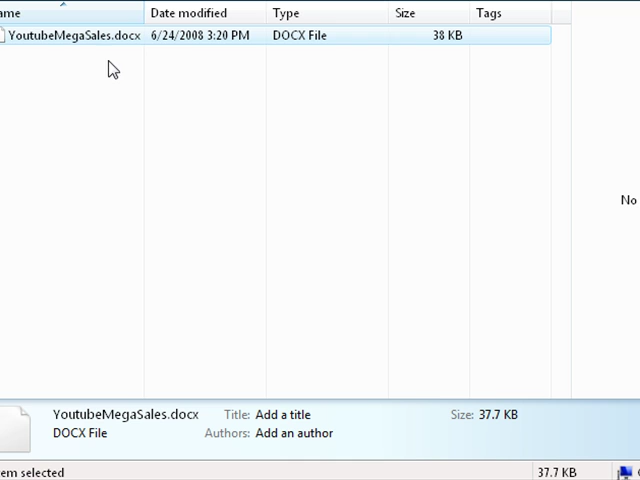 ame Date modified Type Size Tags
YoutubeMegaSales.docx 6/24/2008 3:20 PM DOCX File 38 KB
No
YoutubeMegaSales.docx Title: Add a title Size: 37.7 KB
DOCX File Authors: Add an author
em selected 37.7 KB